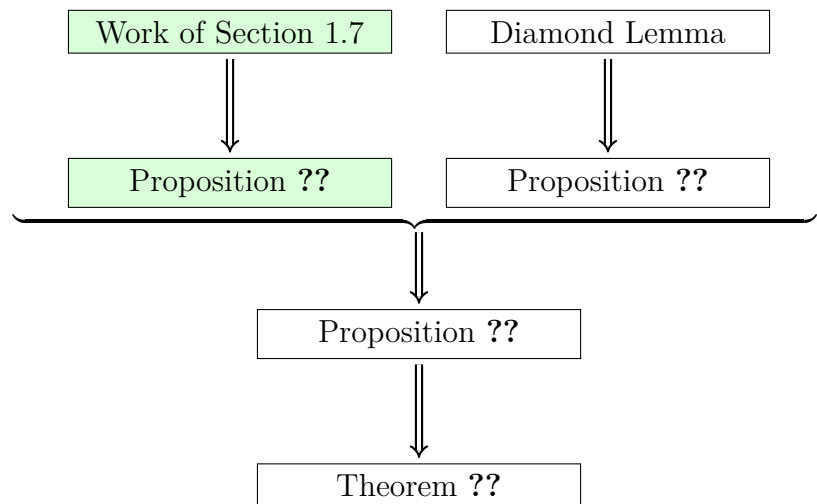 Work of Section 1.7
Diamond Lemma
Proposition ??
Proposition ??
Proposition ??
Theorem ??